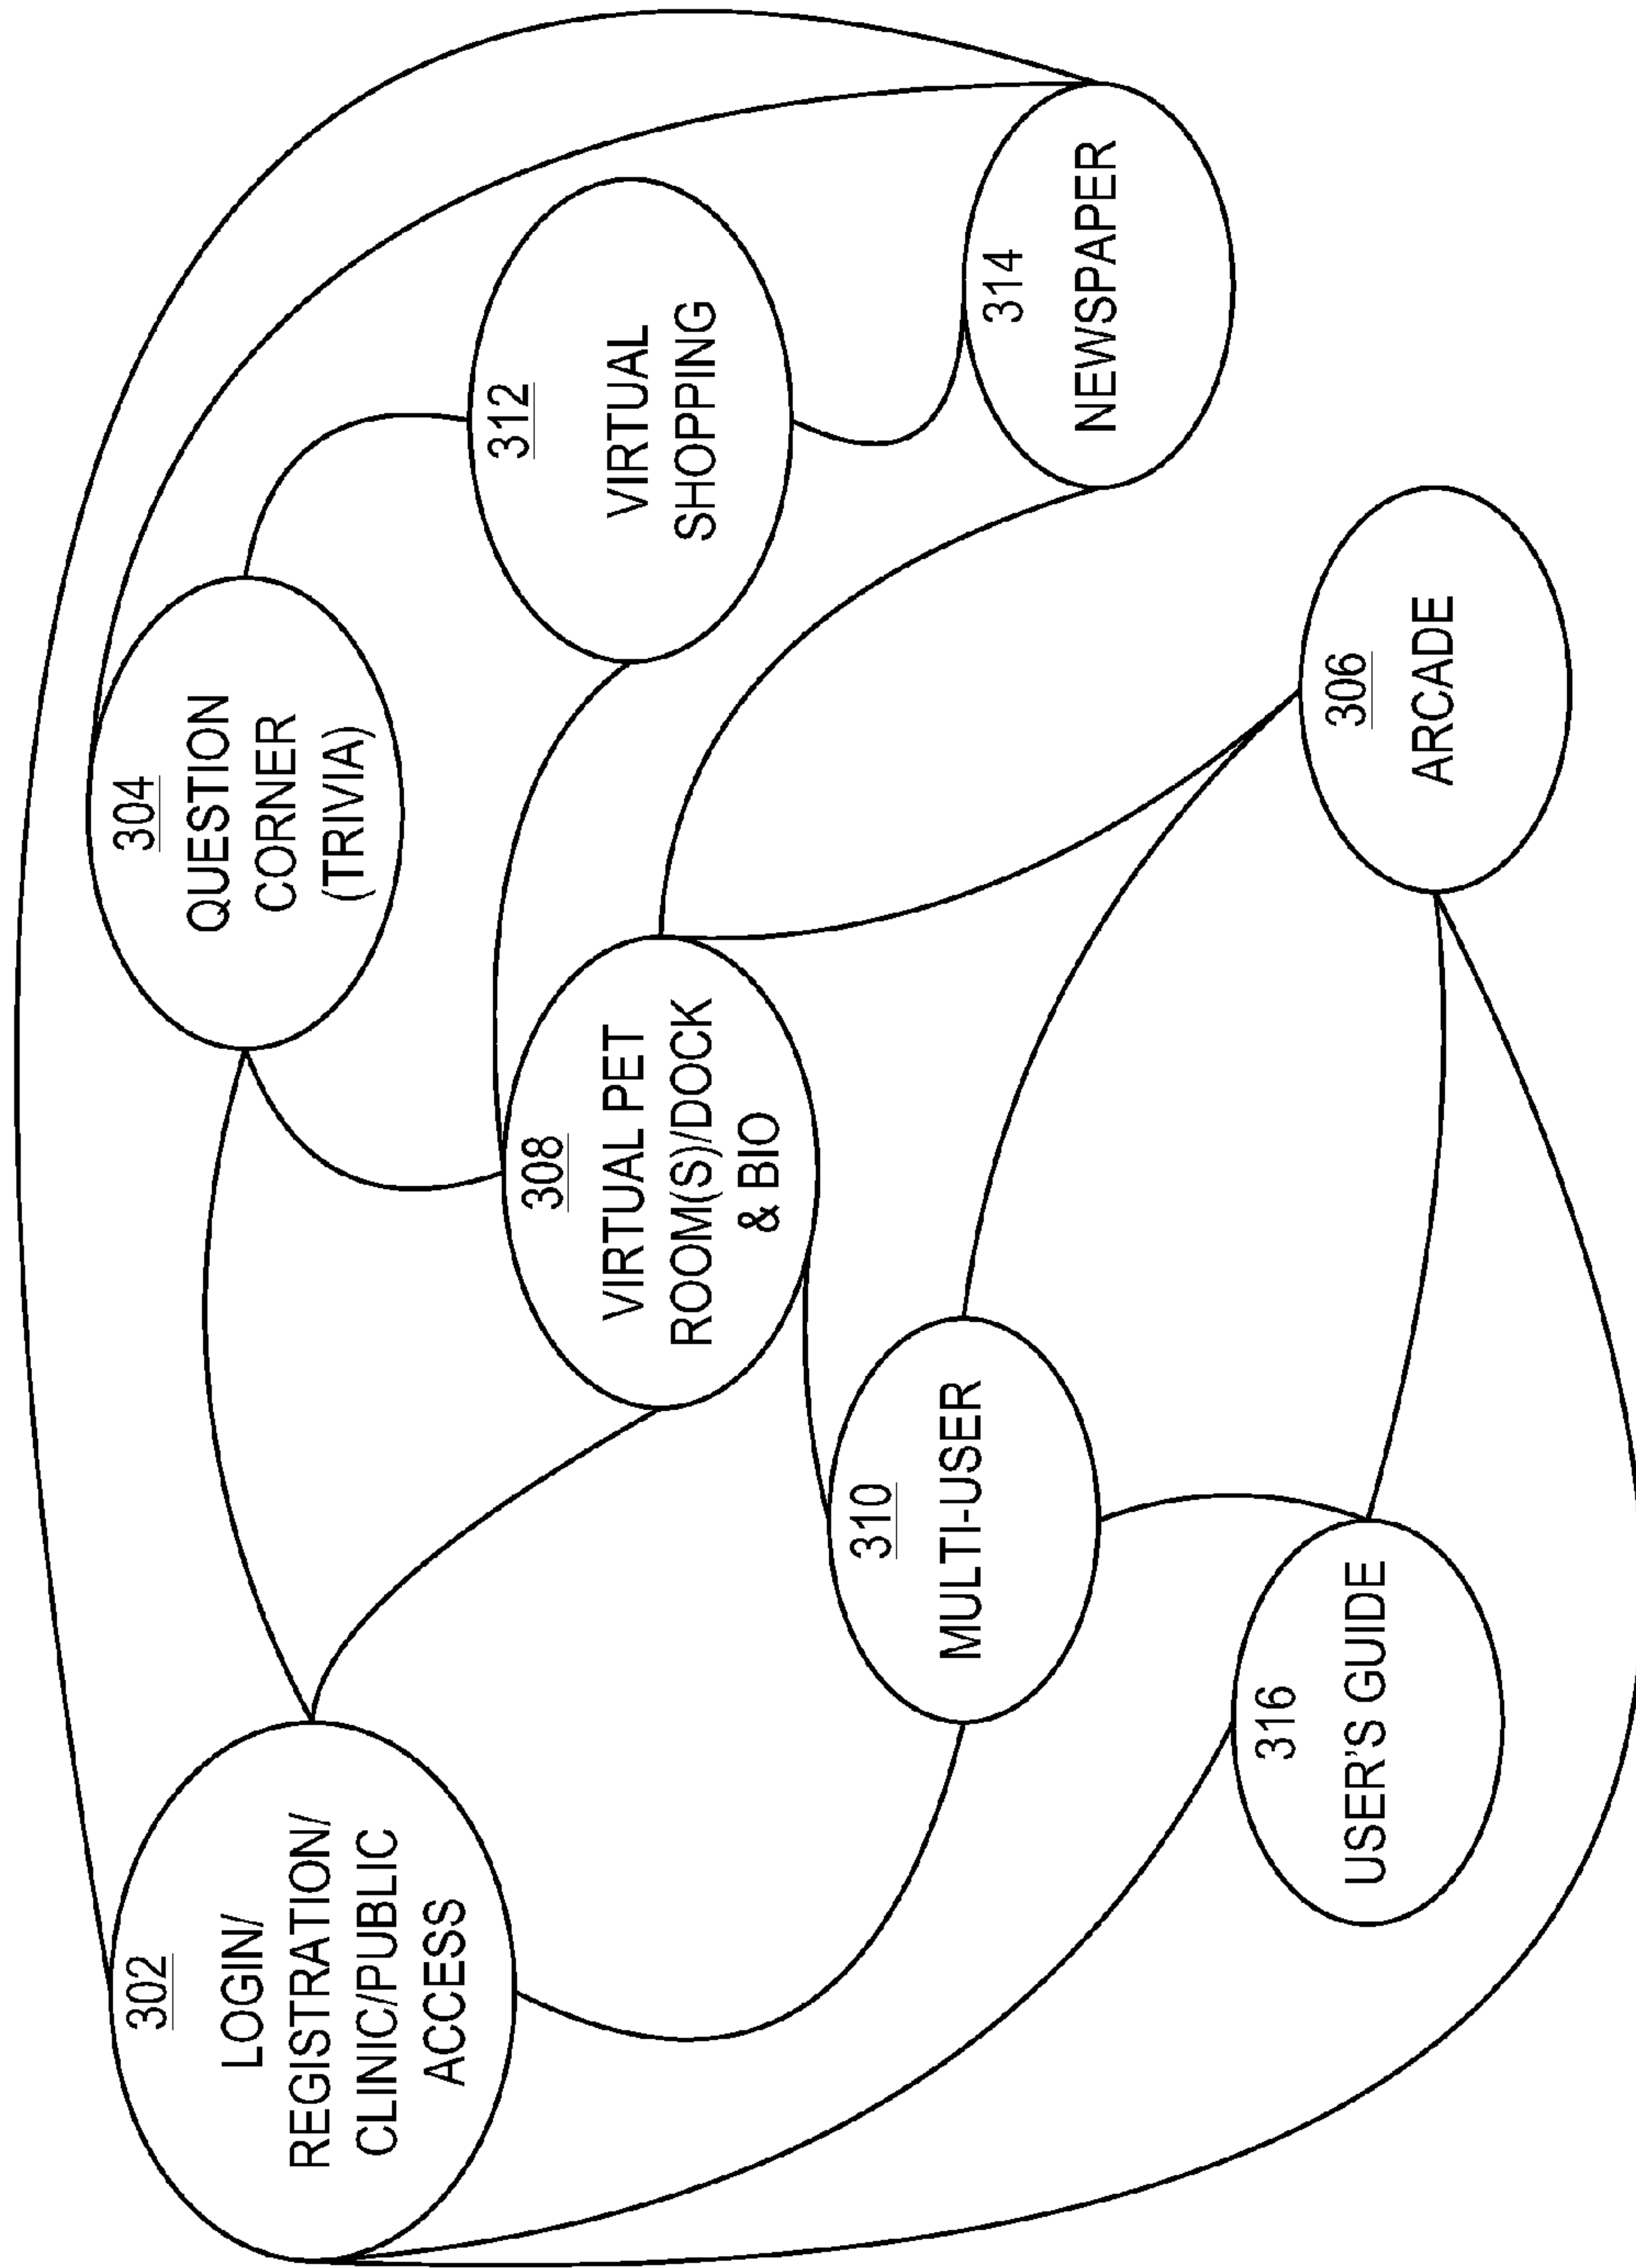 302
LOGIN/
REGISTRATION/
CLINIC/PUBLIC
ACCESS
304
QUESTION
CORNER
(TRIVIA)
308
VIRTUAL PET
ROOM(S)/DOCK
& BIO
312
VIRTUAL
SHOPPING
310
MULTI-USER
314
NEWSPAPER
316
USER'S GUIDE
306
ARCADE